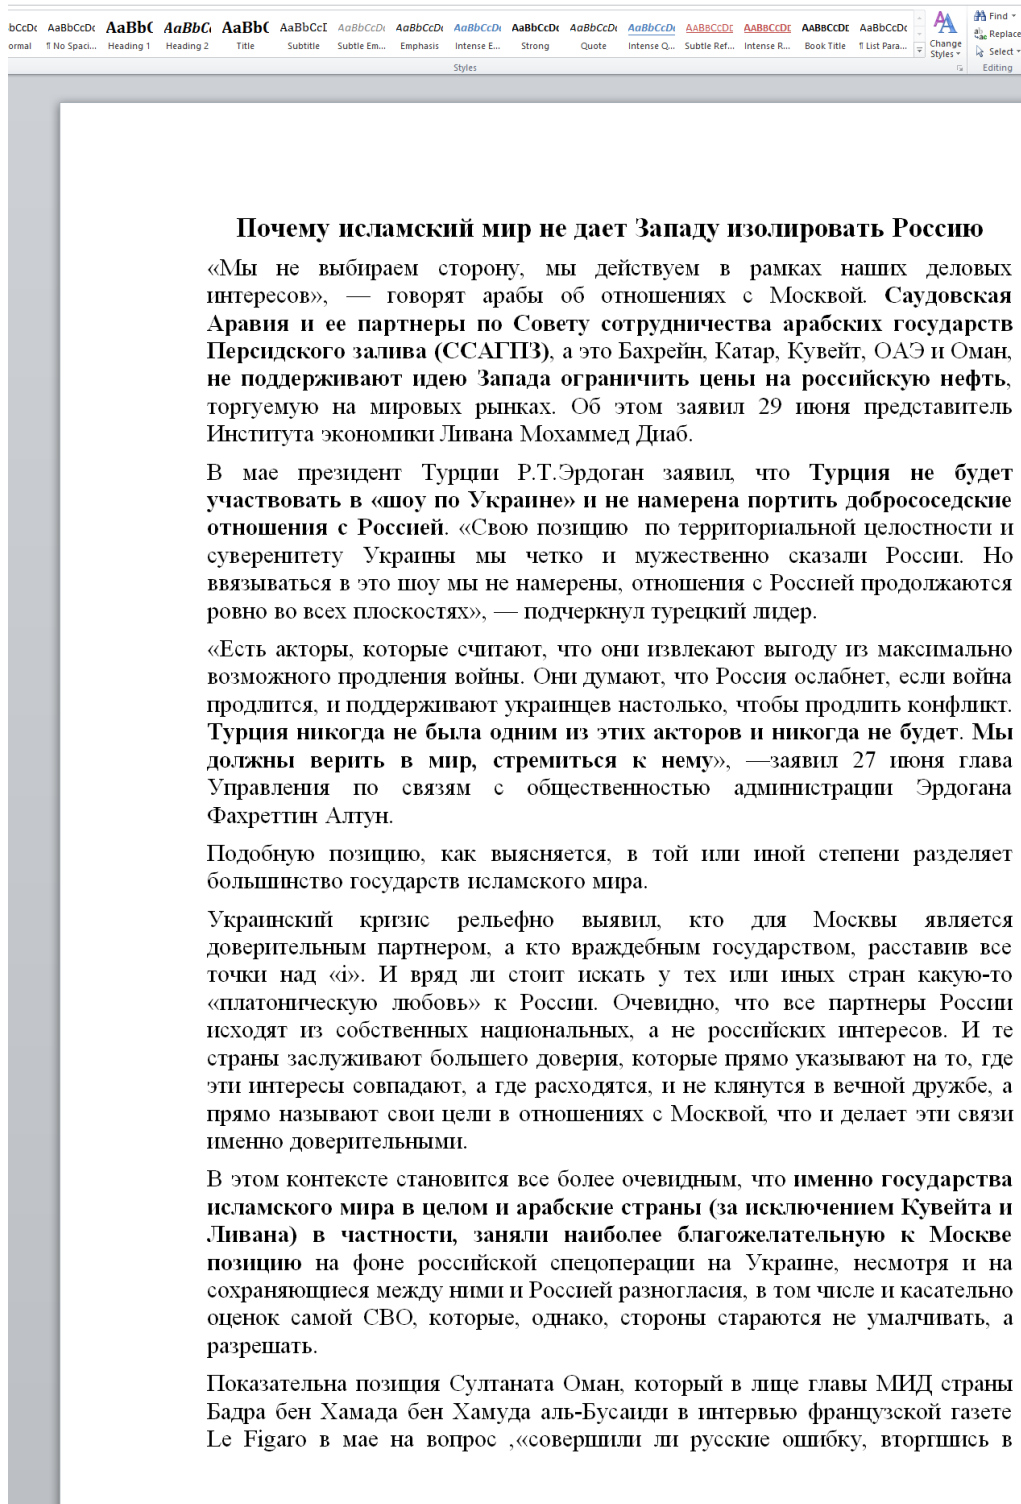 bCcDc AaBbCcDc AaBbC AaBbC AaBbC AaBbCcI AaBbCcDc AaBbCcDc AaBbCcDc AaBbCcDc AaBbCcDc AaBbCcDc AaBbCcDc AaBbCcDc AaBbCcDc AaBbCcDc
ormal ¶ No Spaci... Heading 1 Heading 2 Title Subtitle Subtle Em... Emphasis Intense E... Strong Quote Intense Q... Subtle Ref... Intense R... Book Title ¶ List Para...
Change Styles
Find
Replace
Select
Styles
Editing
Почему исламский мир не дает Западу изолировать Россию
«Мы не выбираем сторону, мы действуем в рамках наших деловых
интересов», — говорят арабы об отношениях с Москвой. Саудовская
Аравия и ее партнеры по Совету сотрудничества арабских государств
Персидского залива (ССАГПЗ), а это Бахрейн, Катар, Кувейт, ОАЭ и Оман,
не поддерживают идею Запада ограничить цены на российскую нефть,
торгуемую на мировых рынках. Об этом заявил 29 июня представитель
Института экономики Ливана Мохаммед Диаб.
В мае президент Турции Р.Т.Эрдоган заявил, что Турция не будет
участвовать в «шоу по Украине» и не намерена портить добрососедские
отношения с Россией. «Свою позицию по территориальной целостности и
суверенитету Украины мы четко и мужественно сказали России. Но
ввязываться в это шоу мы не намерены, отношения с Россией продолжаются
ровно во всех плоскостях», — подчеркнул турецкий лидер.
«Есть акторы, которые считают, что они извлекают выгоду из максимально
возможного продления войны. Они думают, что Россия ослабнет, если война
продлится, и поддерживают украинцев настолько, чтобы продлить конфликт.
Турция никогда не была одним из этих акторов и никогда не будет. Мы
должны верить в мир, стремиться к нему», —заявил 27 июня глава
Управления по связям с общественностью администрации Эрдогана
Фахреттин Алтун.
Подобную позицию, как выясняется, в той или иной степени разделяет
большинство государств исламского мира.
Украинский кризис рельефно выявил, кто для Москвы является
доверительным партнером, а кто враждебным государством, расставив все
точки над «i». И вряд ли стоит искать у тех или иных стран какую-то
«платоническую любовь» к России. Очевидно, что все партнеры России
исходят из собственных национальных, а не российских интересов. И те
страны заслуживают большего доверия, которые прямо указывают на то, где
эти интересы совпадают, а где расходятся, и не клянутся в вечной дружбе, а
прямо называют свои цели в отношениях с Москвой, что и делает эти связи
именно доверительными.
В этом контексте становится все более очевидным, что именно государства
исламского мира в целом и арабские страны (за исключением Кувейта и
Ливана) в частности, заняли наиболее благожелательную к Москве
позицию на фоне российской спецоперации на Украине, несмотря и на
сохраняющиеся между ними и Россией разногласия, в том числе и касательно
оценок самой СВО, которые, однако, стороны стараются не умалчивать, а
разрешать.
Показательна позиция Султаната Оман, который в лице главы МИД страны
Бадра бен Хамада бен Хамуда аль-Бусаиди в интервью французской газете
Le Figaro в мае на вопрос ,«совершили ли русские ошибку, вторгшись в